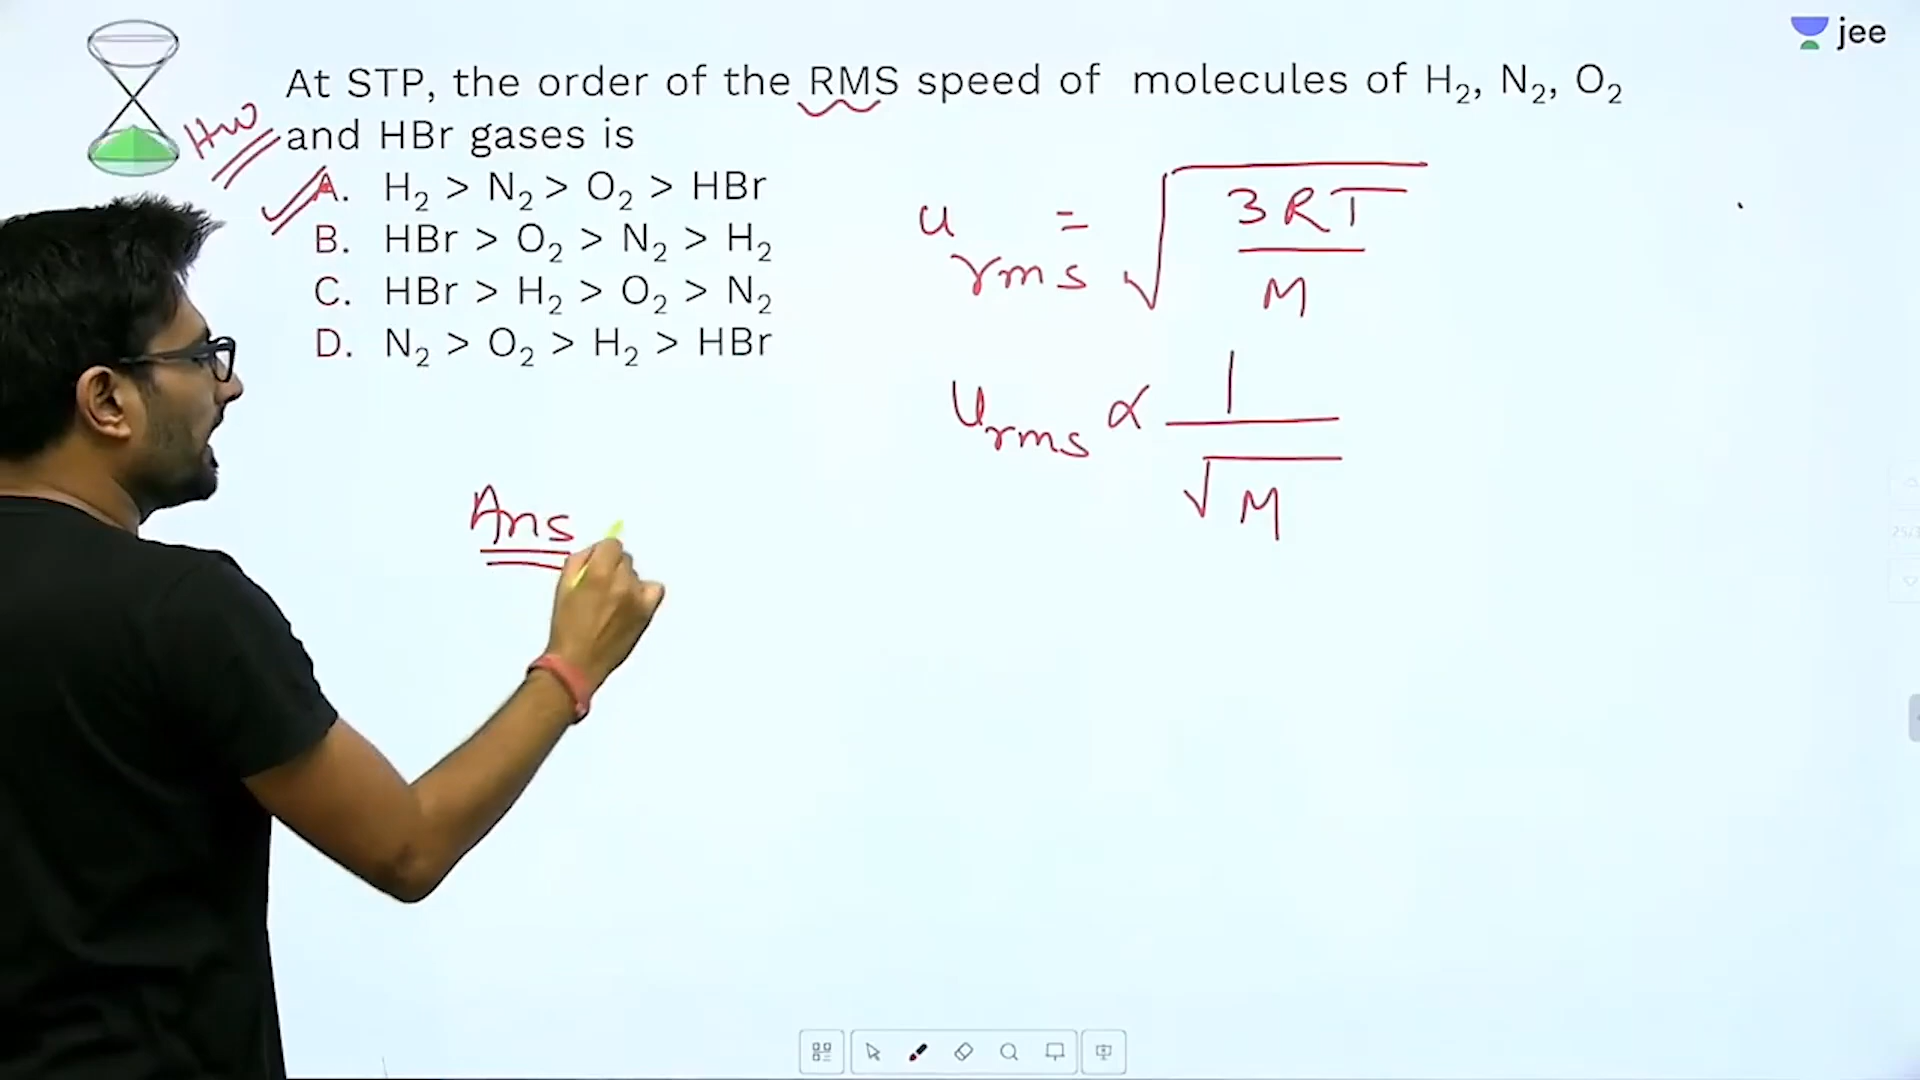 jee
At STP, the order of the RMS speed of molecules of H₂, N₂, O₂
and HBr gases is
HW
A. H₂ > N₂ > O₂ > HBr
B. HBr > O₂ > N₂ > H₂
C. HBr > H₂ > O₂ > N₂
D. N₂ > O₂ > H₂ > HBr
u rms = √(3RT/M)
u rms ∝ 1/√M
Ans